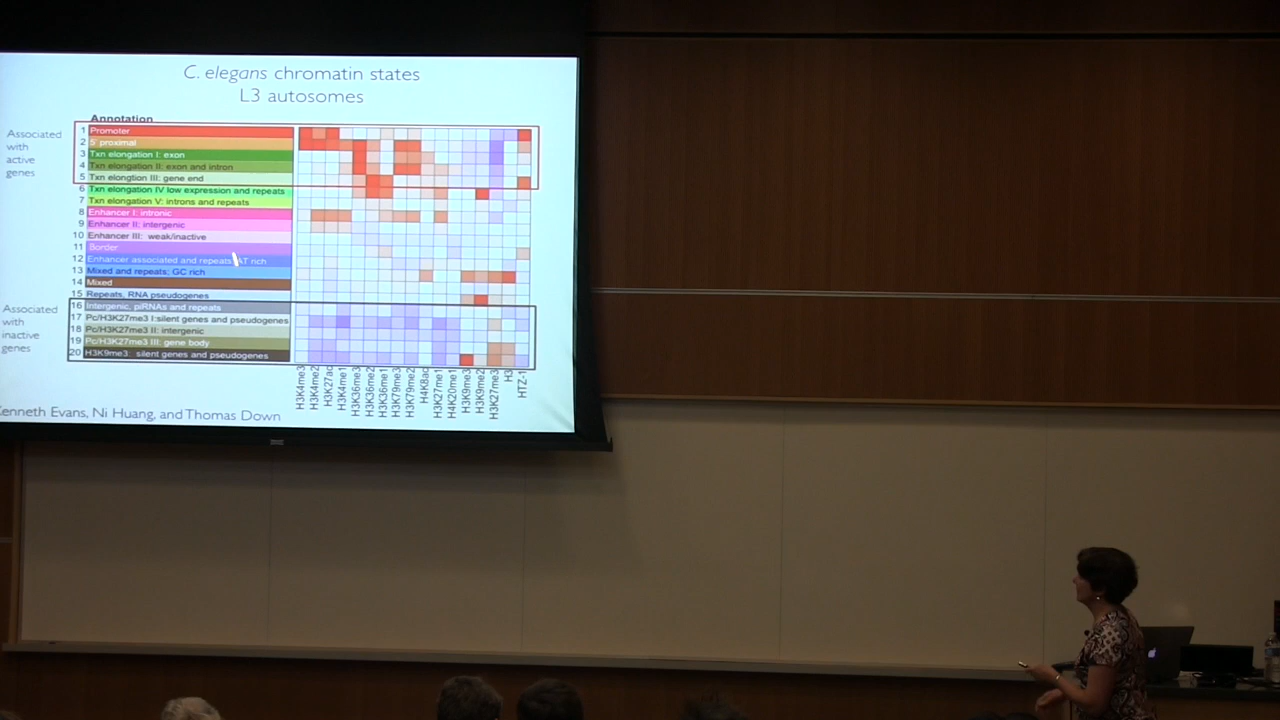 C. elegans chromatin states
L3 autosomes
Annotation
Associated
with
active
genes
1 Promoter
2 5' proximal
3 Txn elongation I: exon
4 Txn elongation II: exon and intron
5 Txn elongation III: gene end
6 Txn elongation IV low expression and repeats
7 Txn elongation V: introns and repeats
8 Enhancer I: intronic
9 Enhancer II: intergenic
10 Enhancer III: weak/inactive
11 Border
12 Enhancer associated and repeats; AT rich
13 Mixed and repeats; GC rich
14 Mixed
15 Repeats, RNA pseudogenes
Associated
with
inactive
genes
16 Intergenic, piRNAs and repeats
17 Pc/H3K27me3 I:silent genes and pseudogenes
18 Pc/H3K27me3 II: intergenic
19 Pc/H3K27me3 III: gene body
20 H3K9me3: silent genes and pseudogenes
H3K4me3
H3K4me2
H3K27ac
H3K4me1
H3K36me3
H3K36me2
H3K36me1
H3K79me3
H3K79me2
H4K8ac
H3K27me1
H4K20me1
H3K9me3
H3K9me2
H3K27me3
H3
HTZ-1
enneth Evans, Ni Huang, and Thomas Down